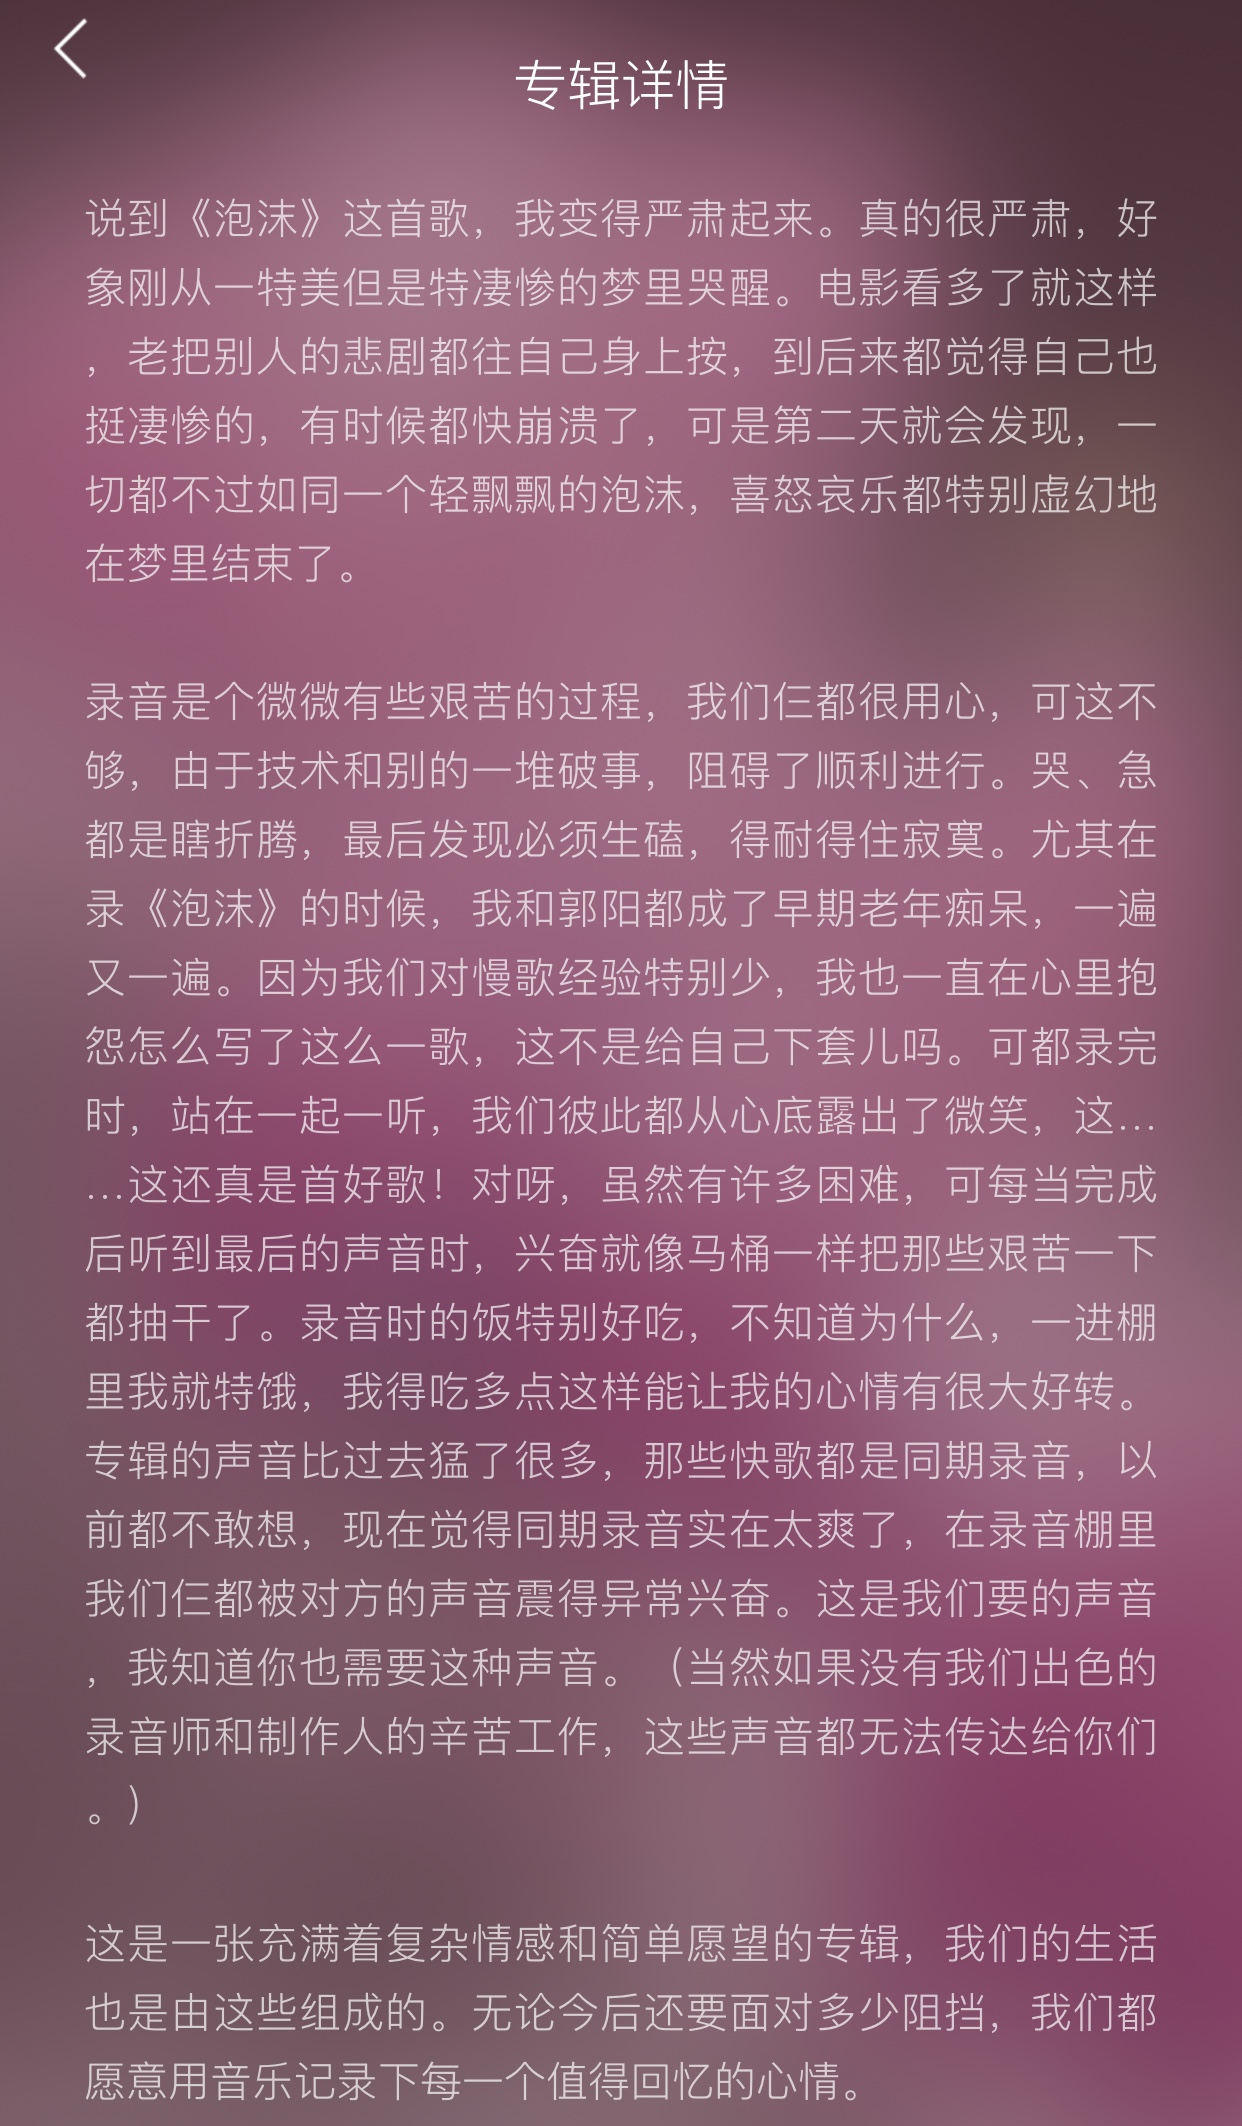 专辑详情
说到《泡沫》这首歌，我变得严肃起来。真的很严肃，好
象刚从一特美但是特凄惨的梦里哭醒。电影看多了就这样
，老把别人的悲剧都往自己身上按，到后来都觉得自己也
挺凄惨的，有时候都快崩溃了，可是第二天就会发现，一
切都不过如同一个轻飘飘的泡沫，喜怒哀乐都特别虚幻地
在梦里结束了。
录音是个微微有些艰苦的过程，我们仨都很用心，可这不
够，由于技术和别的一堆破事，阻碍了顺利进行。哭、急
都是瞎折腾，最后发现必须生磕，得耐得住寂寞。尤其在
录《泡沫》的时候，我和郭阳都成了早期老年痴呆，一遍
又一遍。因为我们对慢歌经验特别少，我也一直在心里抱
怨怎么写了这么一歌，这不是给自己下套儿吗。可都录完
时，站在一起一听，我们彼此都从心底露出了微笑，这…
…这还真是首好歌！对呀，虽然有许多困难，可每当完成
后听到最后的声音时，兴奋就像马桶一样把那些艰苦一下
都抽干了。录音时的饭特别好吃，不知道为什么，一进棚
里我就特饿，我得吃多点这样能让我的心情有很大好转。
专辑的声音比过去猛了很多，那些快歌都是同期录音，以
前都不敢想，现在觉得同期录音实在太爽了，在录音棚里
我们仨都被对方的声音震得异常兴奋。这是我们要的声音
，我知道你也需要这种声音。（当然如果没有我们出色的
录音师和制作人的辛苦工作，这些声音都无法传达给你们
。）
这是一张充满着复杂情感和简单愿望的专辑，我们的生活
也是由这些组成的。无论今后还要面对多少阻挡，我们都
愿意用音乐记录下每一个值得回忆的心情。